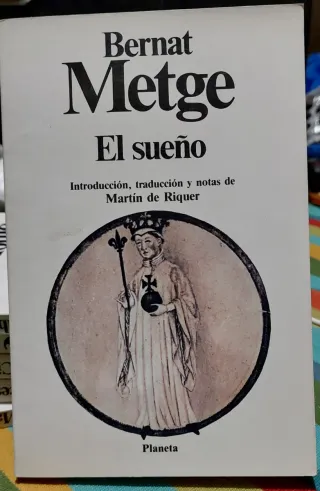 Bernat
Metge
El sueño
Introducción, traducción y notas de
Martín de Riquer
Planeta